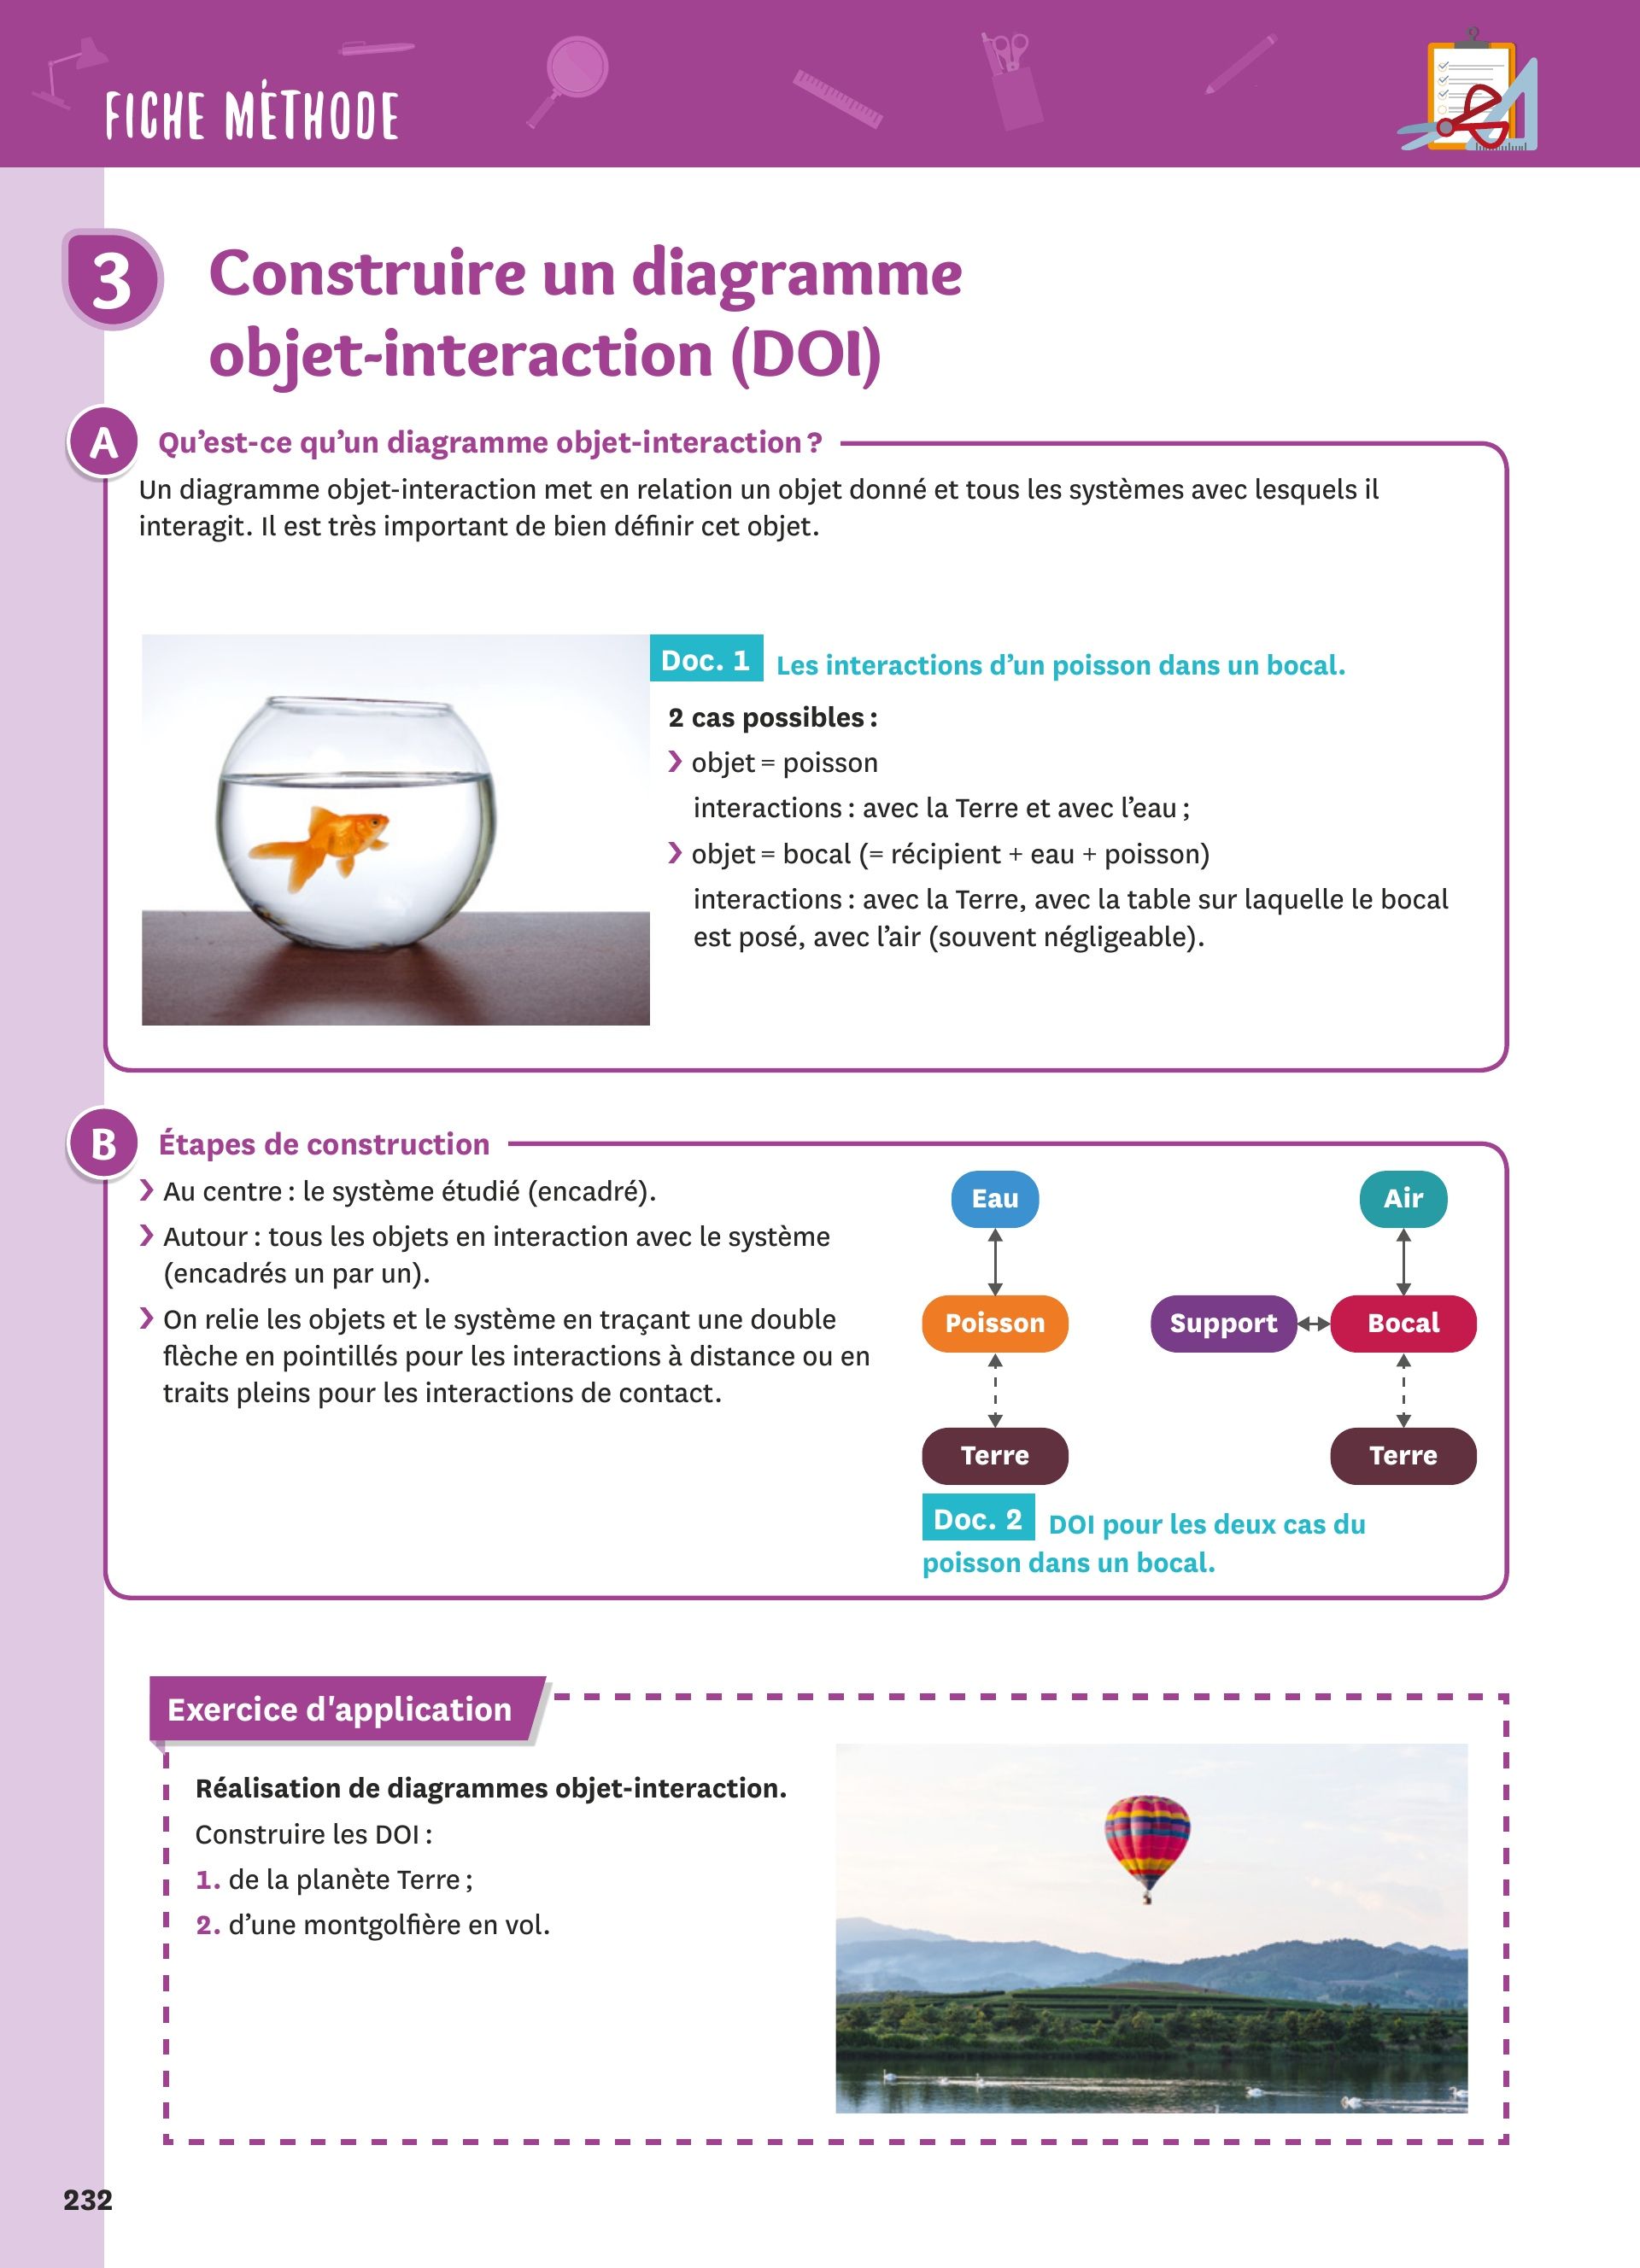 FICHE MÉTHODE
3
Construire un diagramme
objet-interaction (DOI)
A
Qu’est-ce qu’un diagramme objet-interaction ?
Un diagramme objet-interaction met en relation un objet donné et tous les systèmes avec lesquels il
interagit. Il est très important de bien définir cet objet.
Doc. 1 Les interactions d’un poisson dans un bocal.
2 cas possibles :
❯ objet = poisson
interactions : avec la Terre et avec l’eau ;
❯ objet = bocal (= récipient + eau + poisson)
interactions : avec la Terre, avec la table sur laquelle le bocal
est posé, avec l’air (souvent négligeable).
B
Étapes de construction
❯ Au centre : le système étudié (encadré).
❯ Autour : tous les objets en interaction avec le système
(encadrés un par un).
❯ On relie les objets et le système en traçant une double
flèche en pointillés pour les interactions à distance ou en
traits pleins pour les interactions de contact.
Eau
Poisson
Terre
Air
Support
Bocal
Terre
Doc. 2 DOI pour les deux cas du
poisson dans un bocal.
Exercice d'application
Réalisation de diagrammes objet-interaction.
Construire les DOI :
1. de la planète Terre ;
2. d’une montgolfière en vol.
232